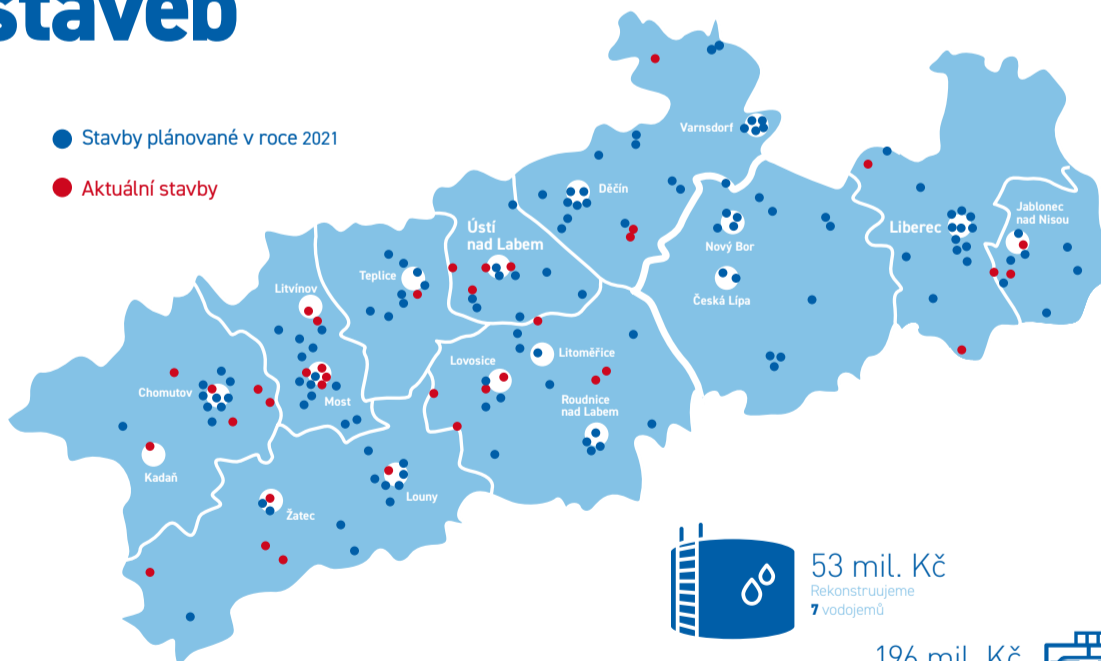 staveb
Stavby plánované v roce 2021
Aktuální stavby
Varnsdorf
Děčín
Ústí
nad Labem
Nový Bor
Česká Lípa
Liberec
Jablonec
nad Nisou
Teplice
Litvínov
Litoměřice
Lovosice
Roudnice
nad Labem
Chomutov
Most
Kadaň
Louny
Žatec
53 mil. Kč
Rekonstruujeme
7 vodojemů
196 mil. Kč